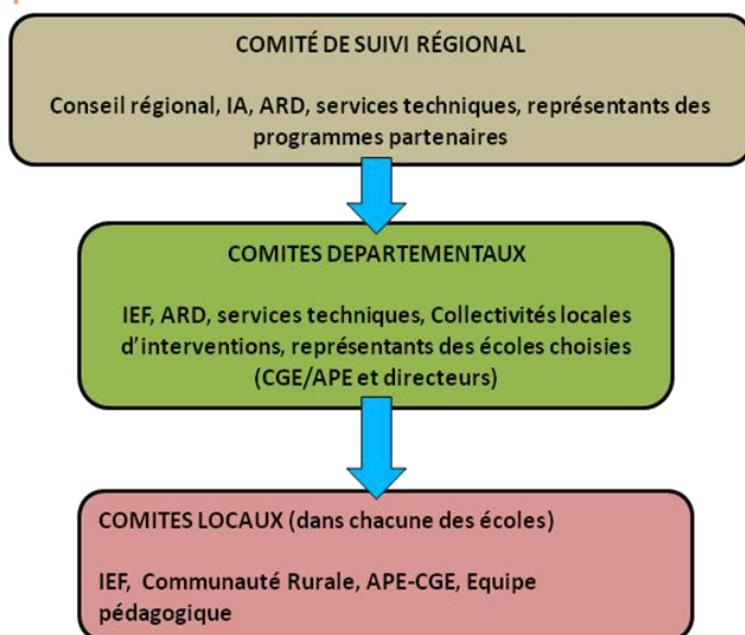 COMITÉ DE SUIVI RÉGIONAL
Conseil régional, IA, ARD, services techniques, représentants des
programmes partenaires
COMITES DEPARTEMENTAUX
IEF, ARD, services techniques, Collectivités locales
d’interventions, représentants des écoles choisies
(CGE/APE et directeurs)
COMITES LOCAUX (dans chacune des écoles)
IEF, Communauté Rurale, APE-CGE, Equipe
pédagogique